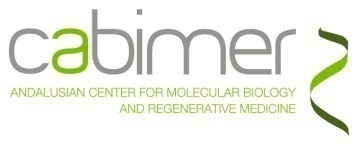 cabimer
ANDALUSIAN CENTER FOR MOLECULAR BIOLOGY
AND REGENERATIVE MEDICINE